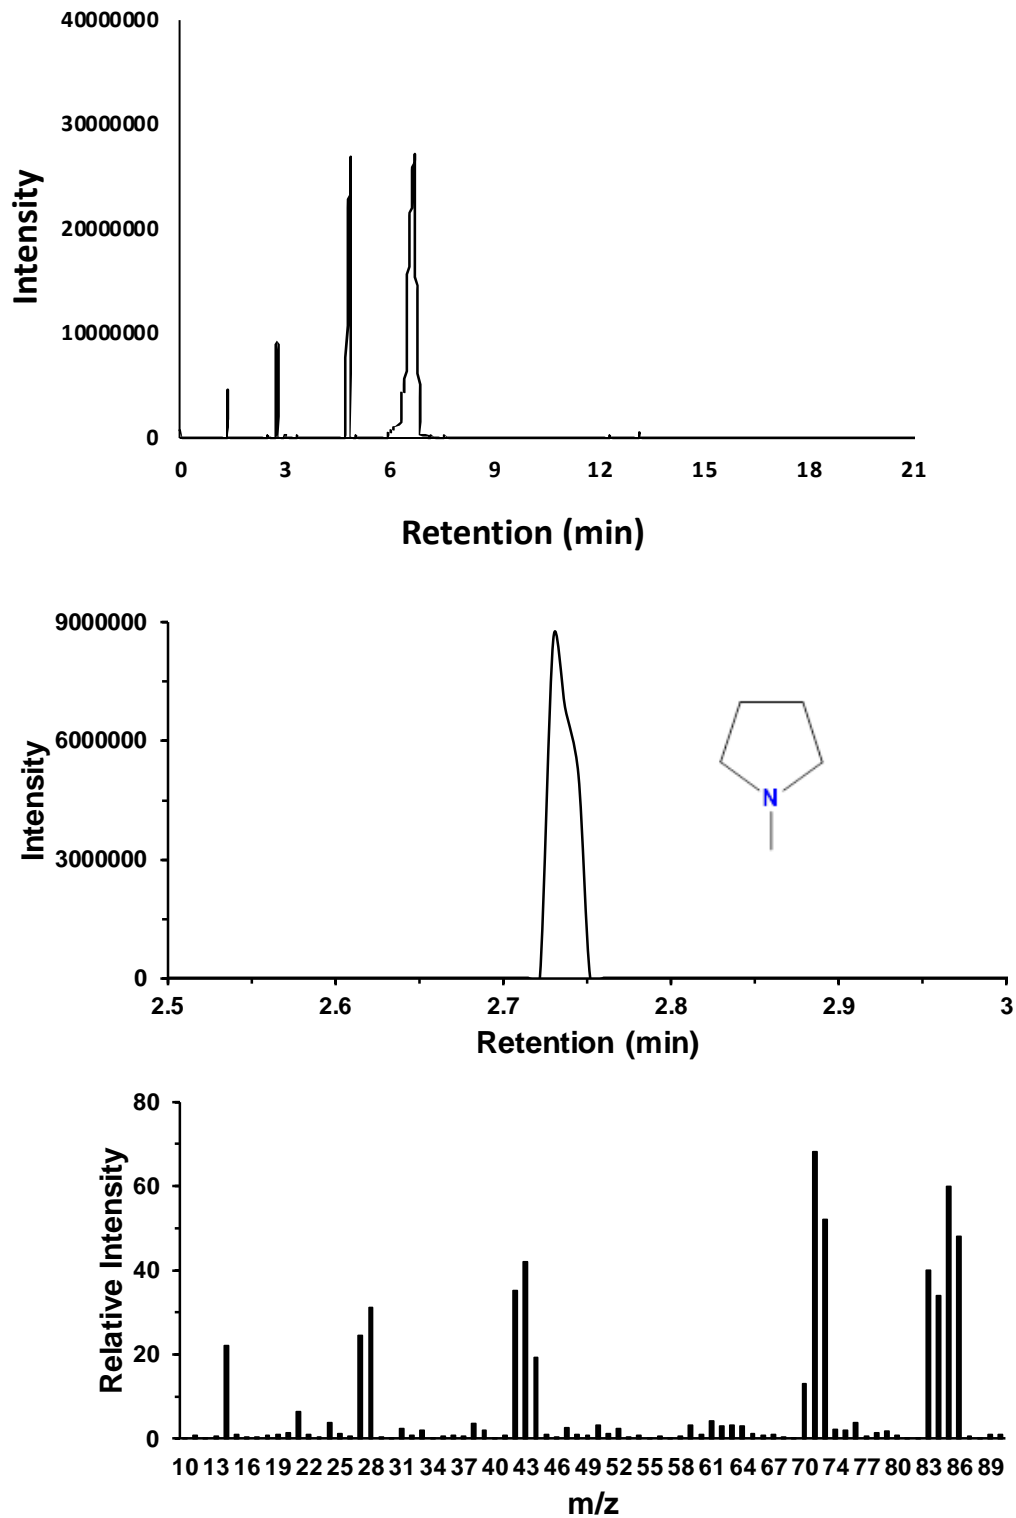 40000000
30000000
20000000
10000000
0
Intensity
0 3 6 9 12 15 18 21
Retention (min)
9000000
6000000
3000000
0
Intensity
N
2.5 2.6 2.7 2.8 2.9 3
Retention (min)
80
60
40
20
0
Relative Intensity
10 13 16 19 22 25 28 31 34 37 40 43 46 49 52 55 58 61 64 67 70 74 77 80 83 86 89
m/z